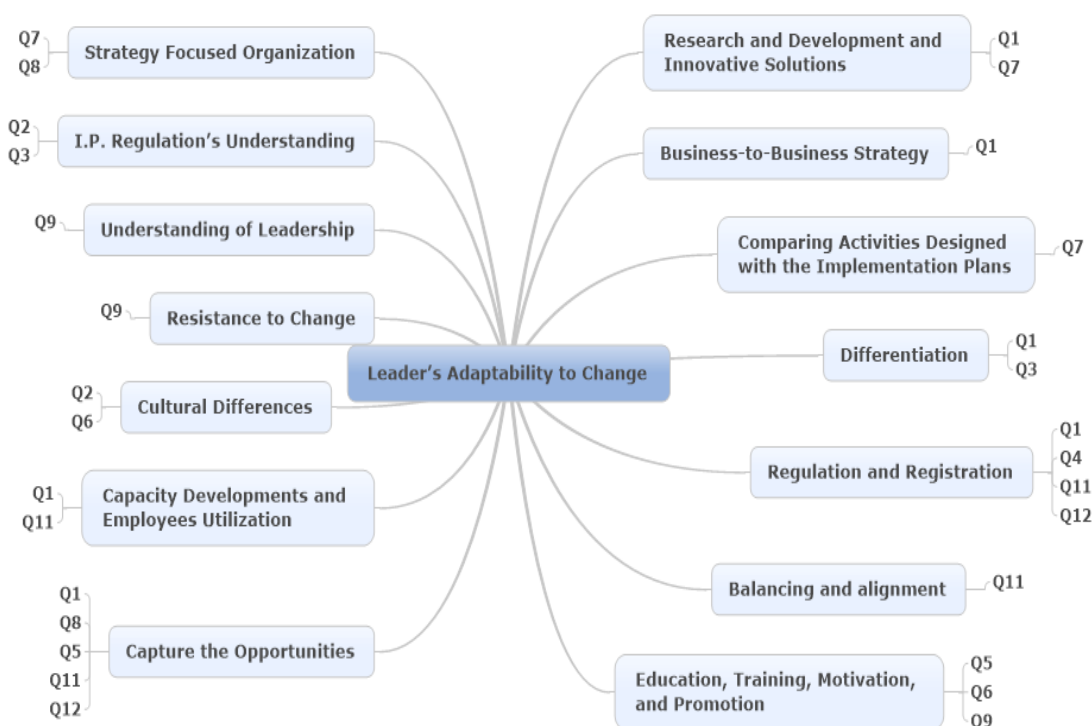 Q7
Q8
Strategy Focused Organization
Q2
Q3
I.P. Regulation's Understanding
Q9
Understanding of Leadership
Q9
Resistance to Change
Q2
Q6
Cultural Differences
Q1
Q11
Capacity Developments and
Employees Utilization
Q1
Q8
Q5
Q11
Q12
Capture the Opportunities
Leader's Adaptability to Change
Research and Development and
Innovative Solutions
Q1
Q7
Business-to-Business Strategy
Q1
Comparing Activities Designed
with the Implementation Plans
Q7
Differentiation
Q1
Q3
Regulation and Registration
Q1
Q4
Q11
Q12
Balancing and alignment
Q11
Education, Training, Motivation,
and Promotion
Q5
Q6
Q9